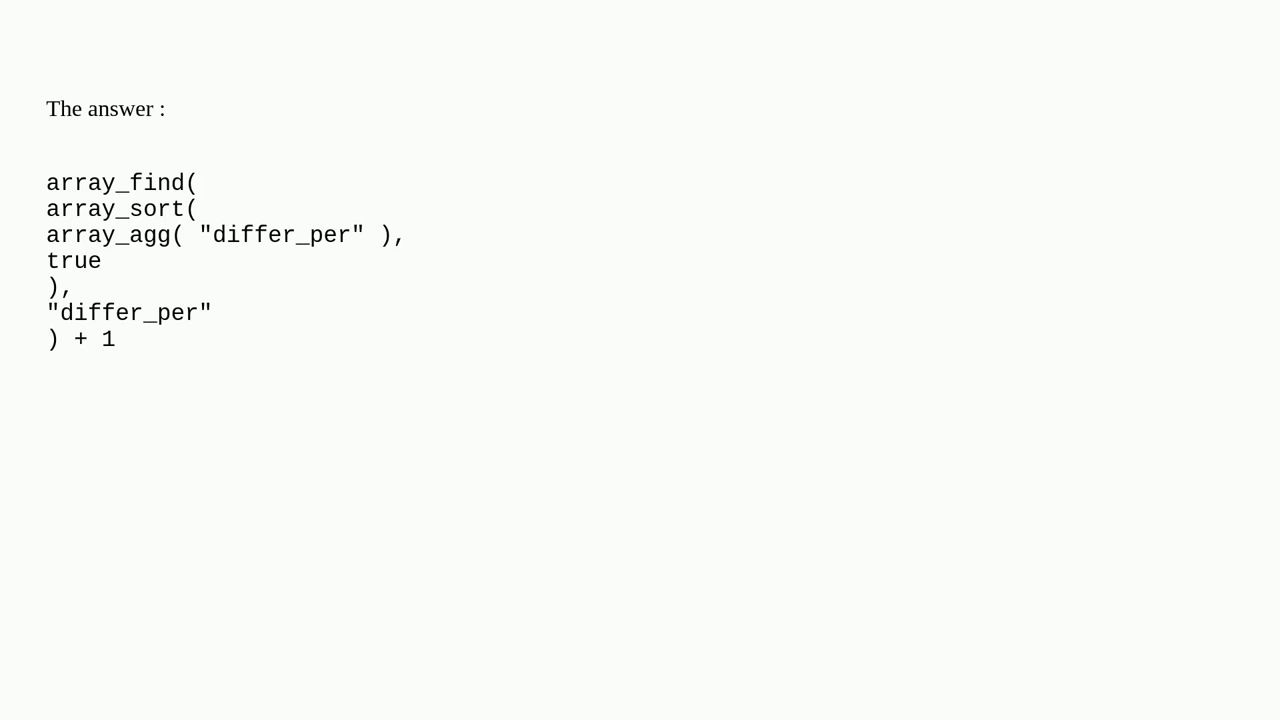 The answer :
array_find(
array_sort(
array_agg( "differ_per" ),
true
),
"differ_per"
) + 1